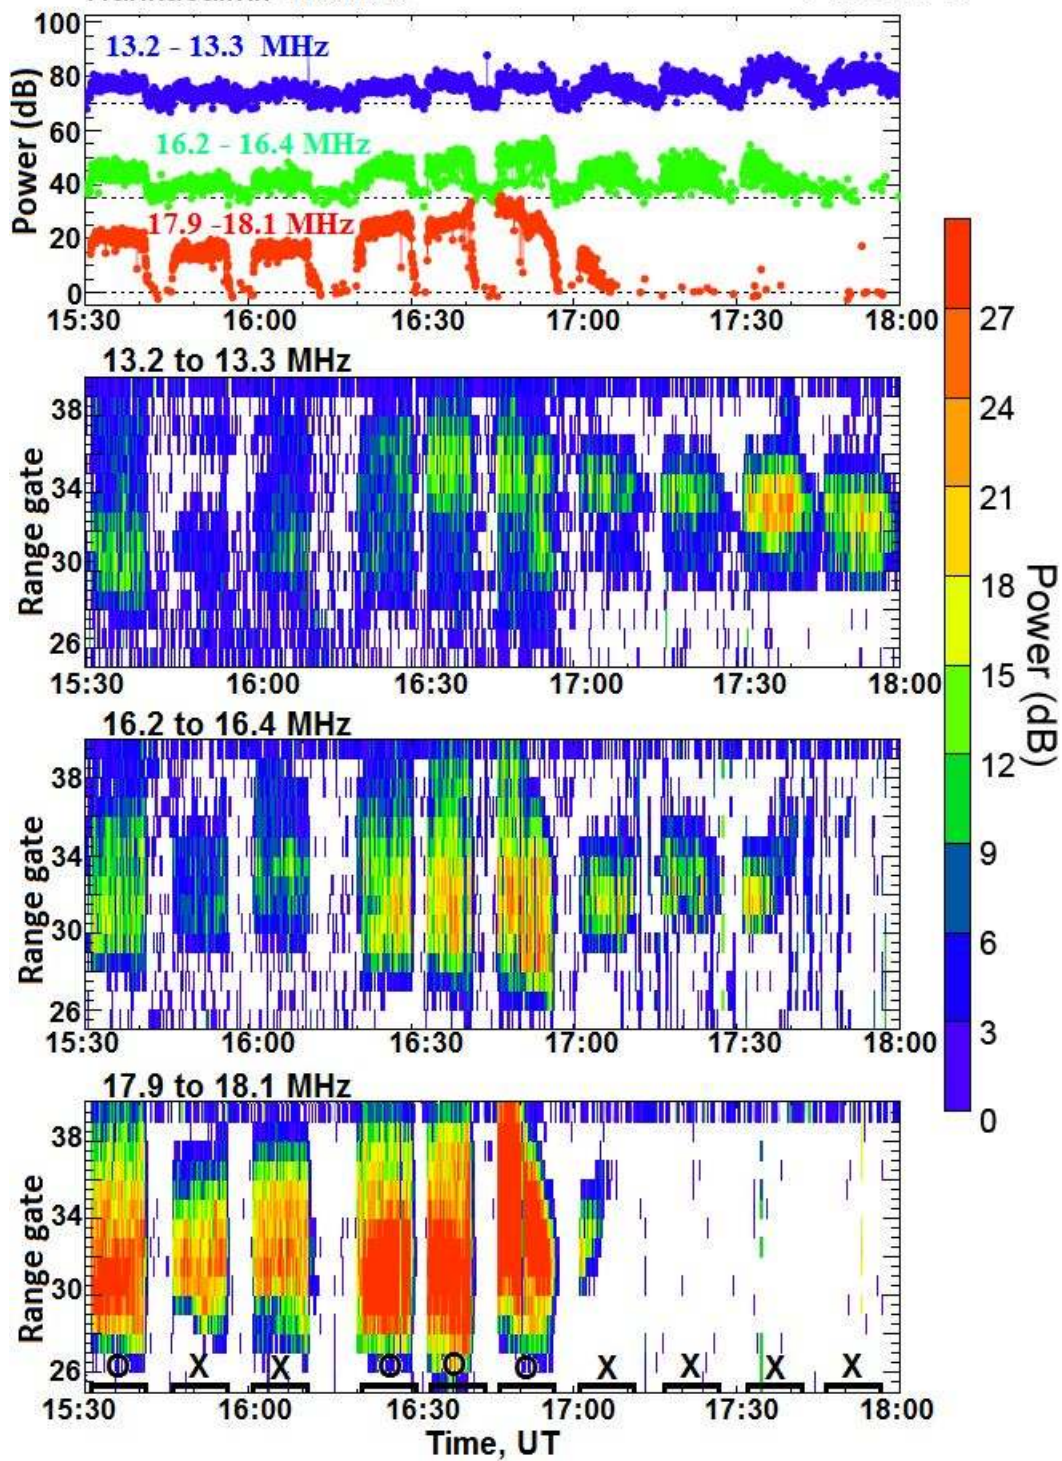 100
13.2 - 13.3 MHz
80
60
16.2 - 16.4 MHz
40
17.9 -18.1 MHz
20
0
Power (dB)
15:30 16:00 16:30 17:00 17:30 18:00
13.2 to 13.3 MHz
38
34
30
26
Range gate
15:30 16:00 16:30 17:00 17:30 18:00
16.2 to 16.4 MHz
38
34
30
26
Range gate
15:30 16:00 16:30 17:00 17:30 18:00
17.9 to 18.1 MHz
38
34
30
26
Range gate
O X X O O O X X X X
15:30 16:00 16:30 17:00 17:30 18:00
Time, UT
27
24
21
18
15
12
9
6
3
0
Power (dB)